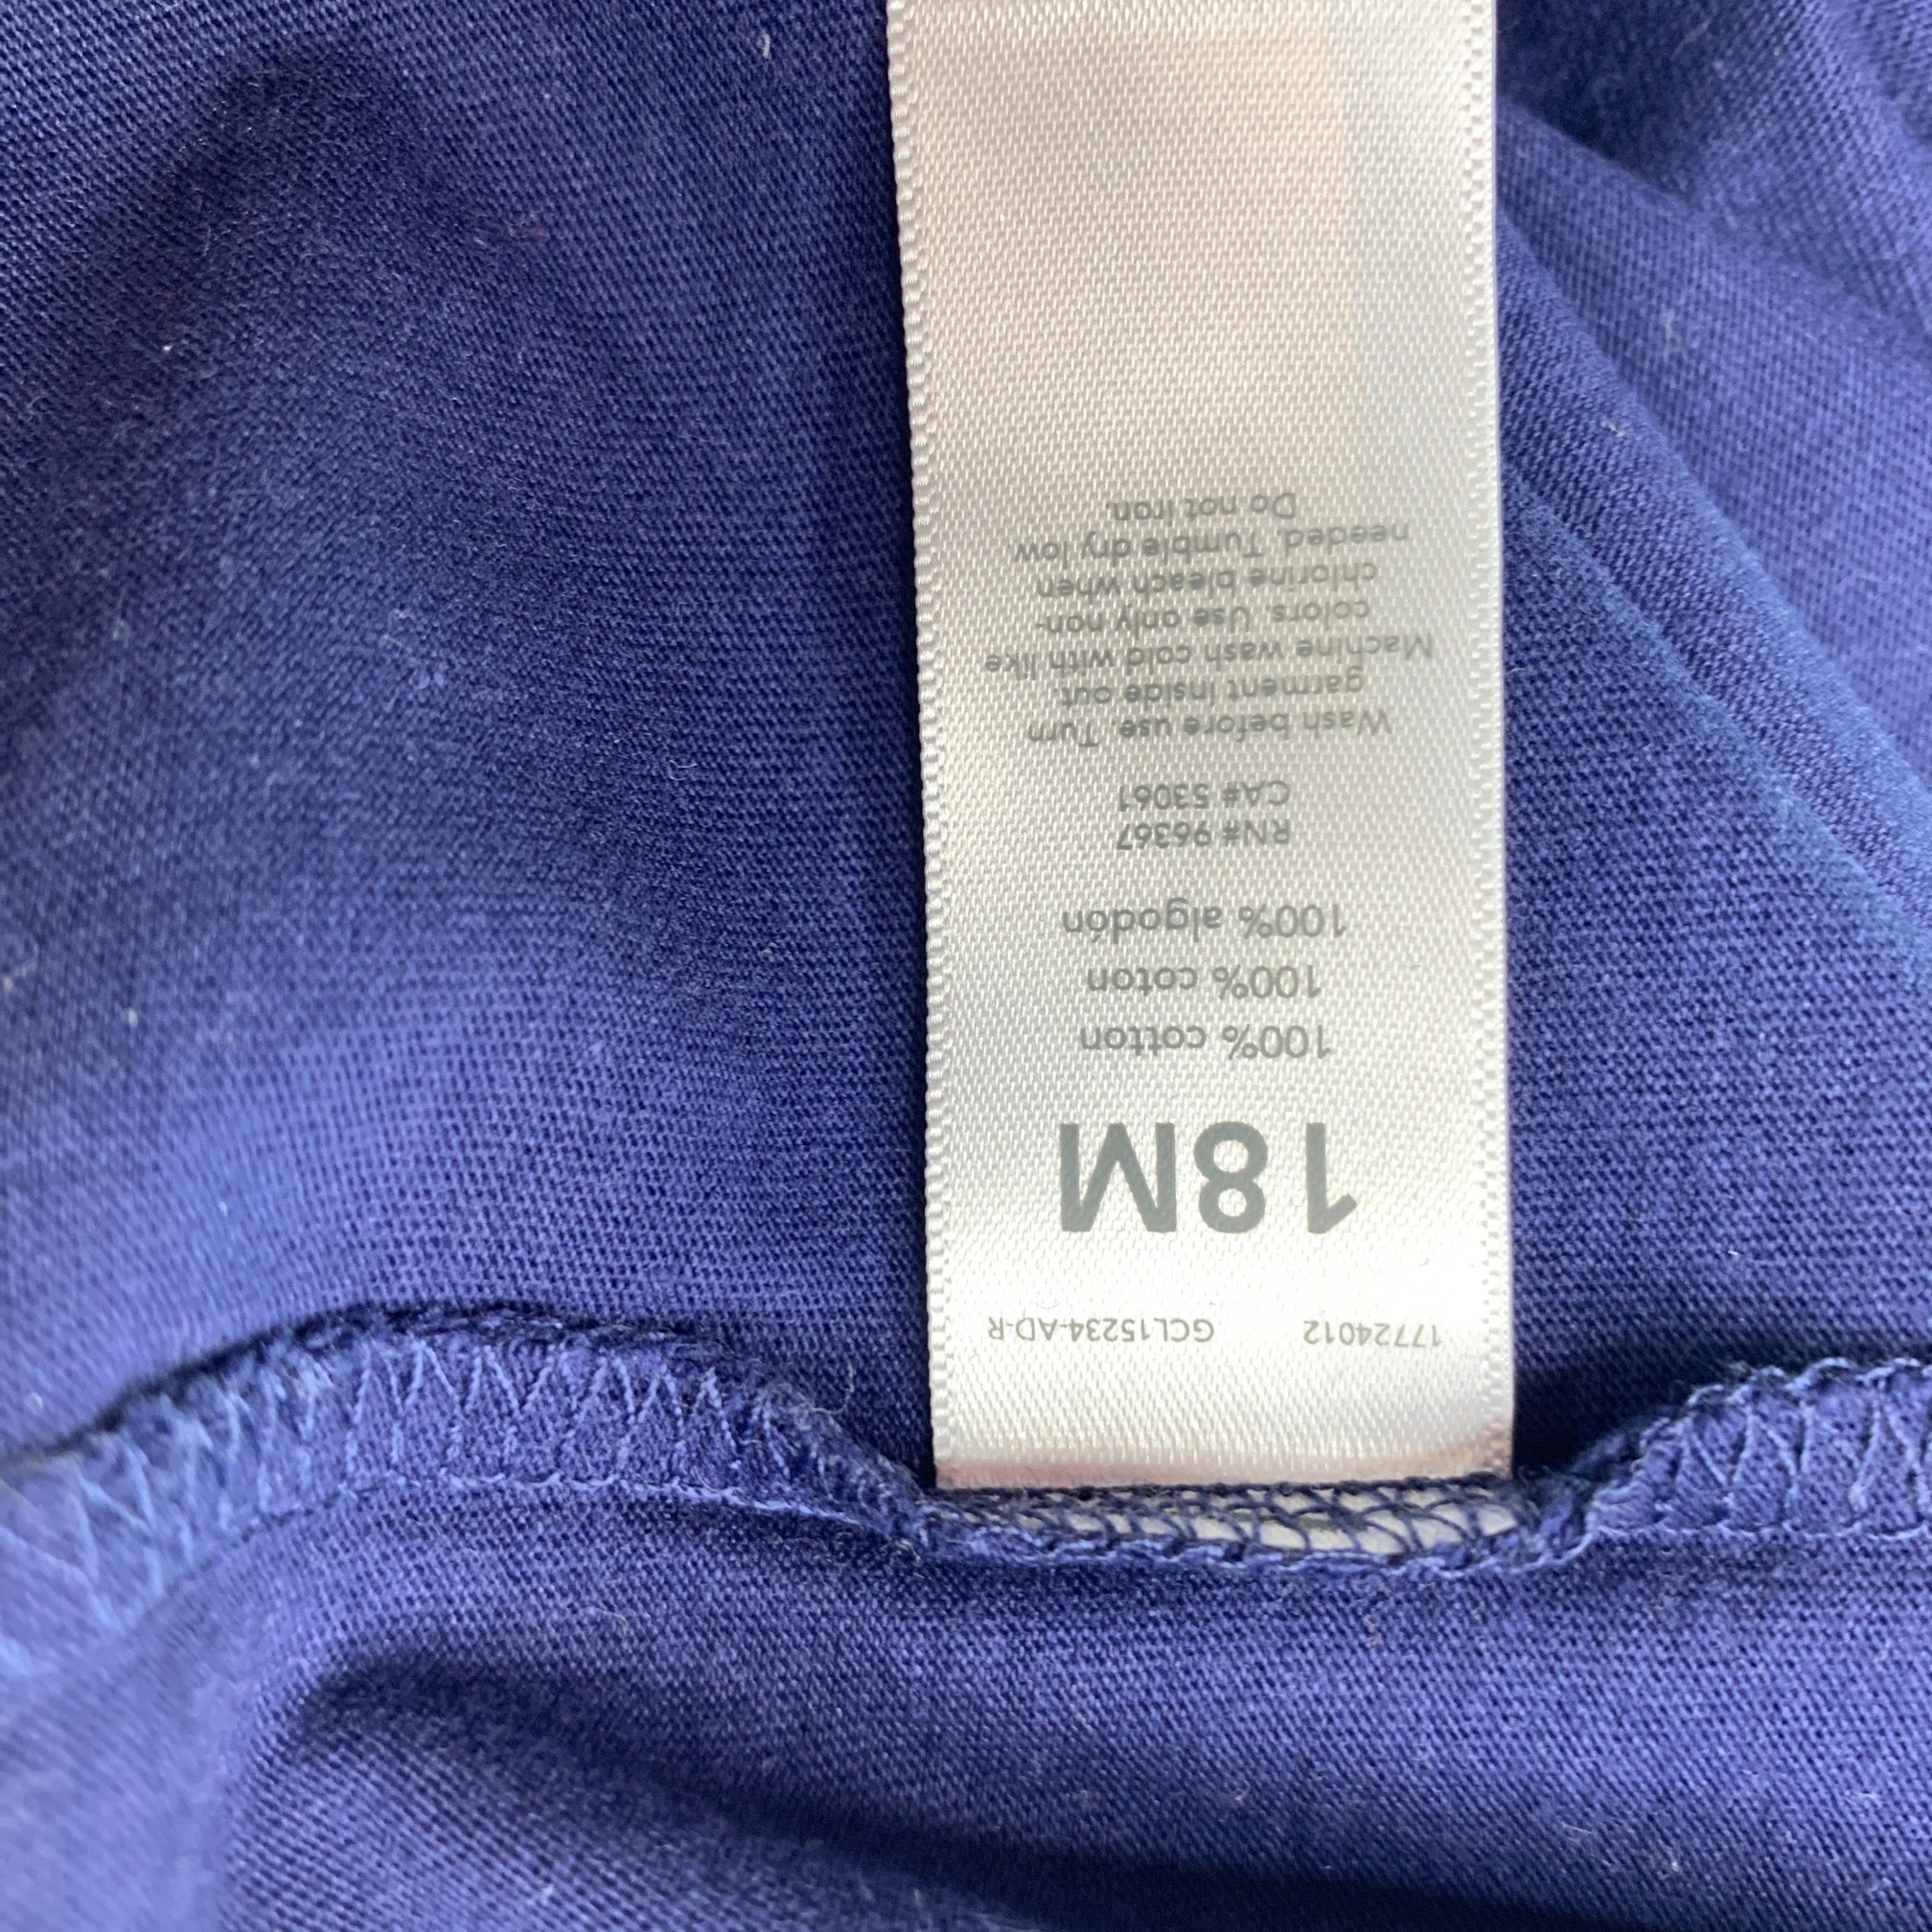 17724012 GCL15234-AD-R
18M
100% cotton
100% coton
100% algodón
RN# 96367
CA# 53061
Wash before use. Turn
garment inside out.
Machine wash cold with like
colors. Use only non-
chlorine bleach when
needed. Tumble dry low
Do not iron.